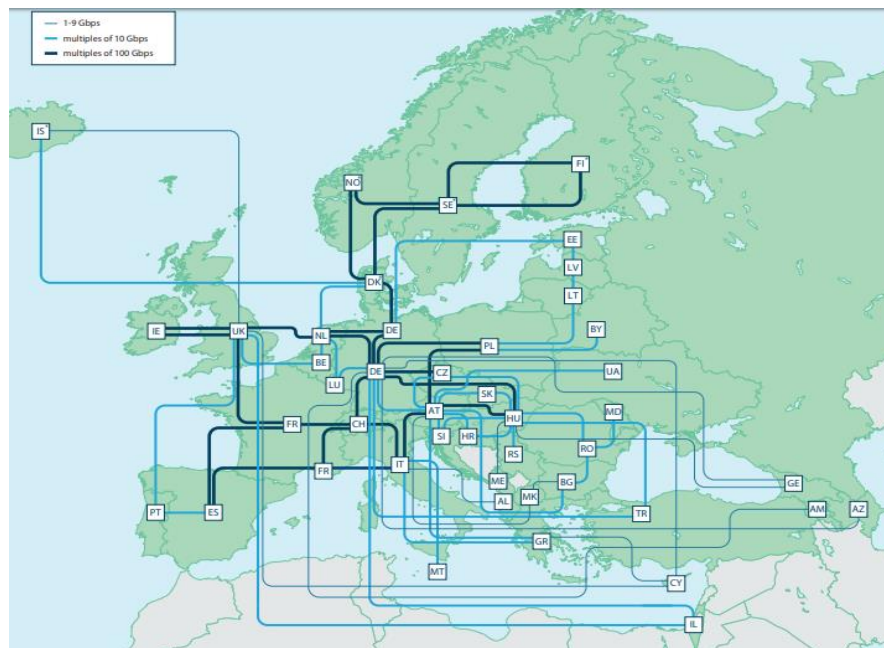 1-9 Gbps
multiples of 10 Gbps
multiples of 100 Gbps
IS
NO
FI
SE
EE
LV
DK
LT
IE
UK
NL
DE
BY
PL
BE
LU
DE
CZ
UA
SK
AT
HU
MD
FR
CH
SI
HR
RO
RS
FR
IT
ME
BG
GE
MK
AL
PT
ES
TR
AM
AZ
GR
MT
CY
IL